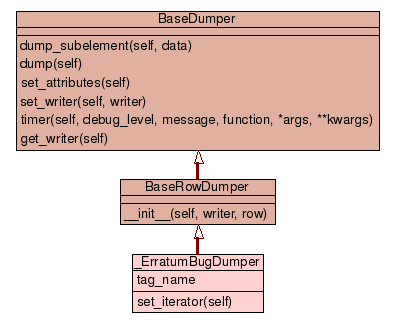 BaseDumper
dump_subelement(self, data)
dump(self)
set_attributes(self)
set_writer(self, writer)
timer(self, debug_level, message, function, *args, **kwargs)
get_writer(self)
BaseRowDumper
__init__(self, writer, row)
_ErratumBugDumper
tag_name
set_iterator(self)